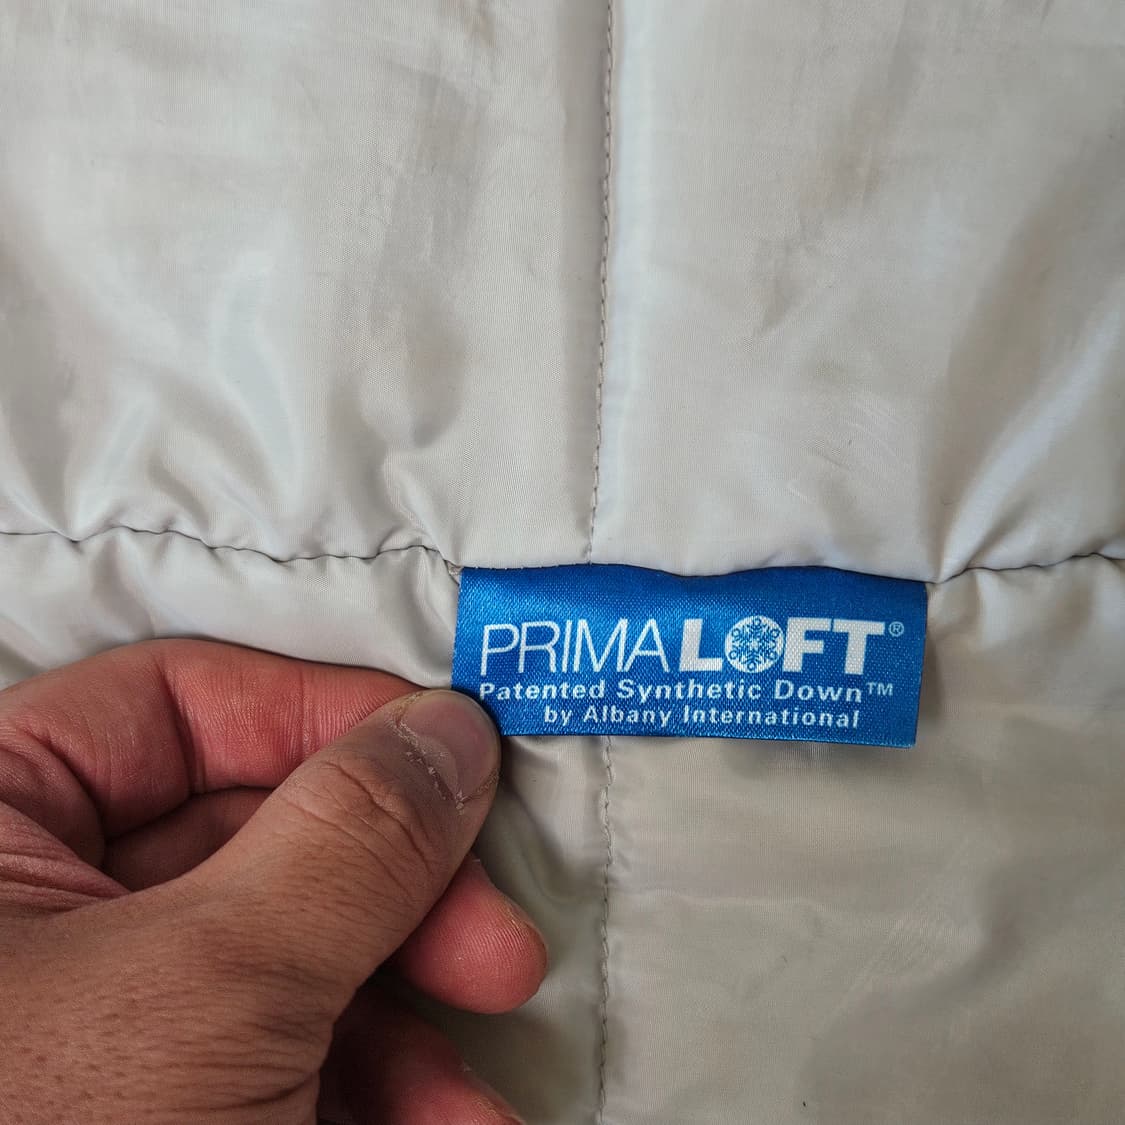 PRIMALOFT®
Patented Synthetic Down™
by Albany International